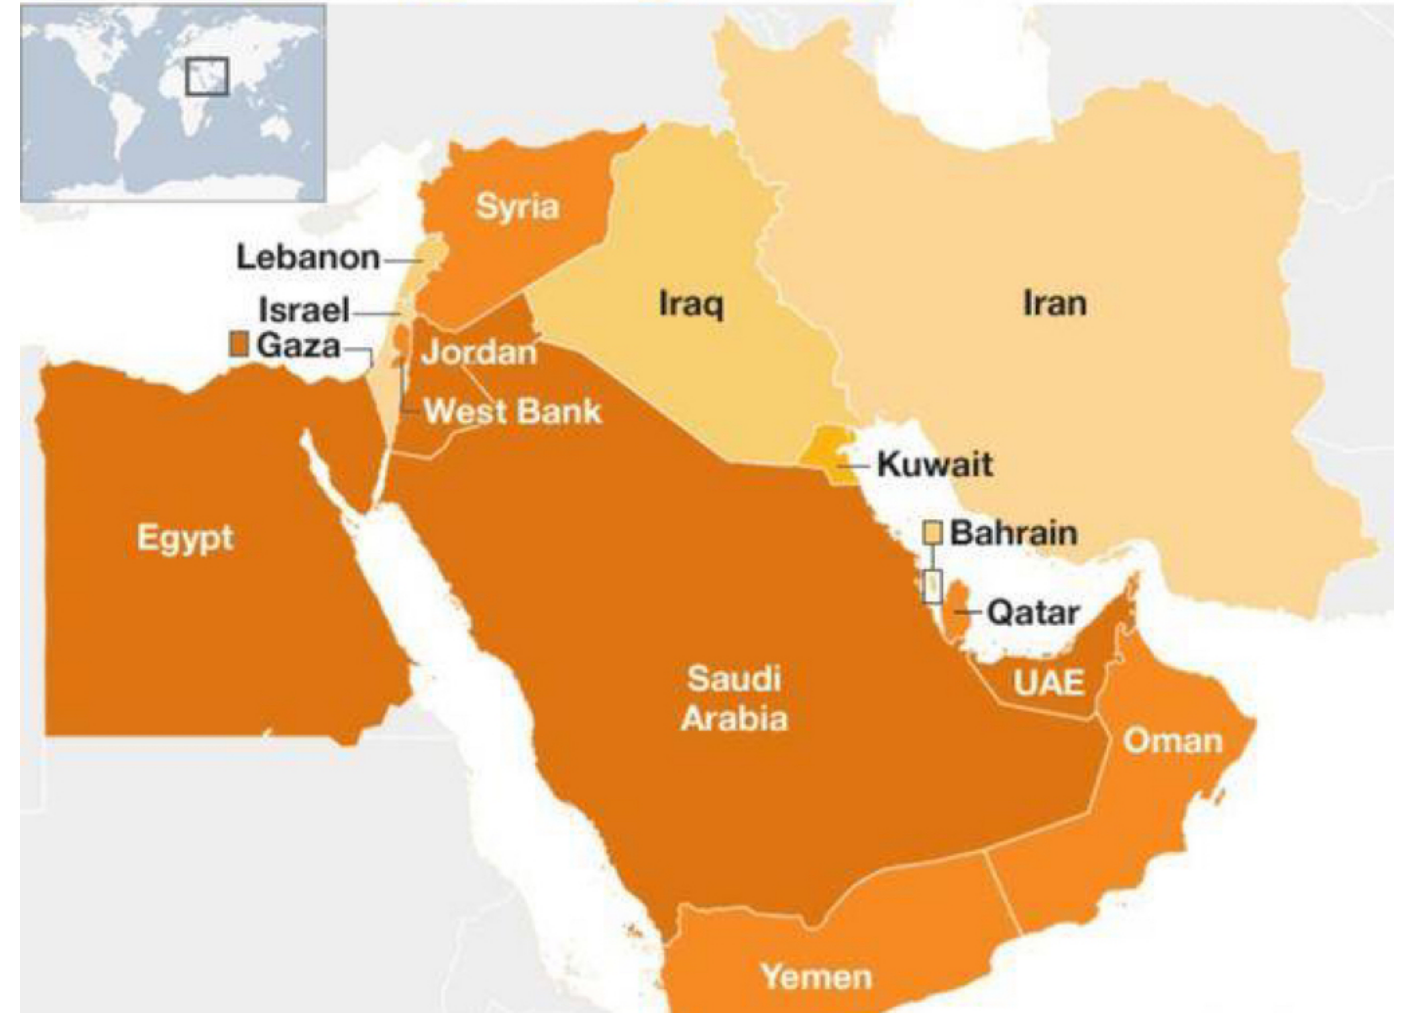 Syria
Lebanon
Israel
Iraq
Iran
Gaza
Jordan
West Bank
Kuwait
Egypt
Bahrain
Qatar
Saudi
Arabia
UAE
Oman
Yemen